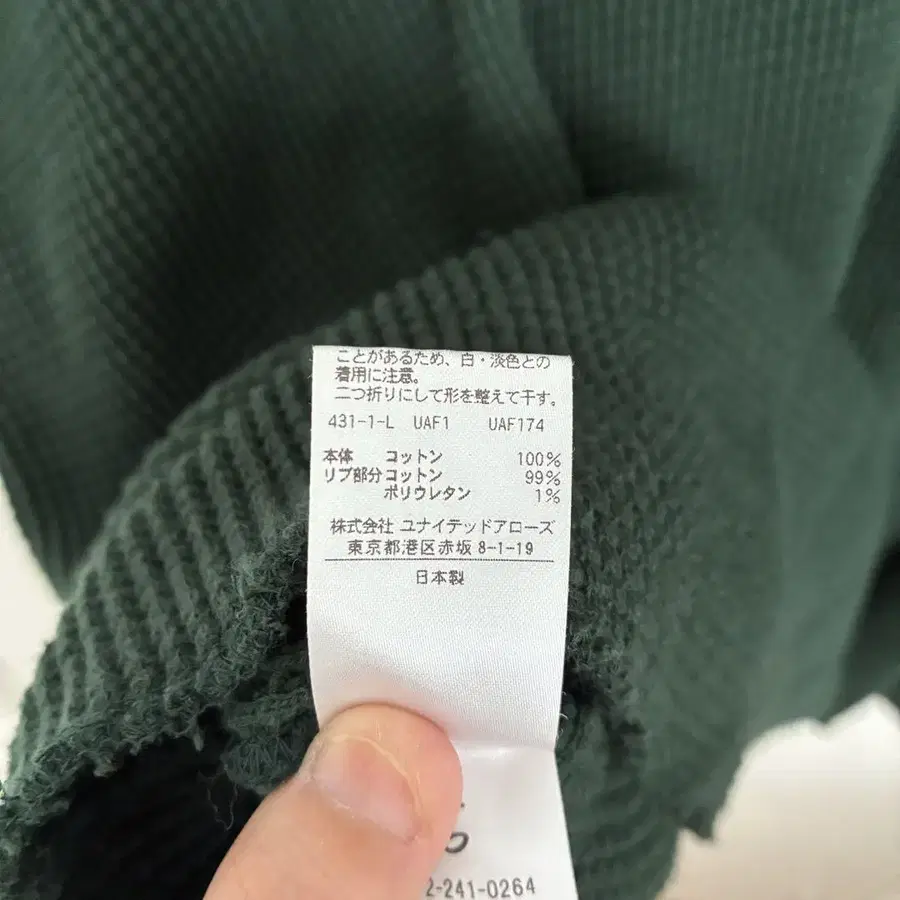 ことがあるため、白・淡色との
着用に注意。
二つ折りにして形を整えて干す。
431-1-L UAF1 UAF174
本体 コットン 100%
リブ部分コットン 99%
ポリウレタン 1%
株式会社 ユナイテッドアローズ
東京都港区赤坂 8-1-19
日本製
2-241-0264